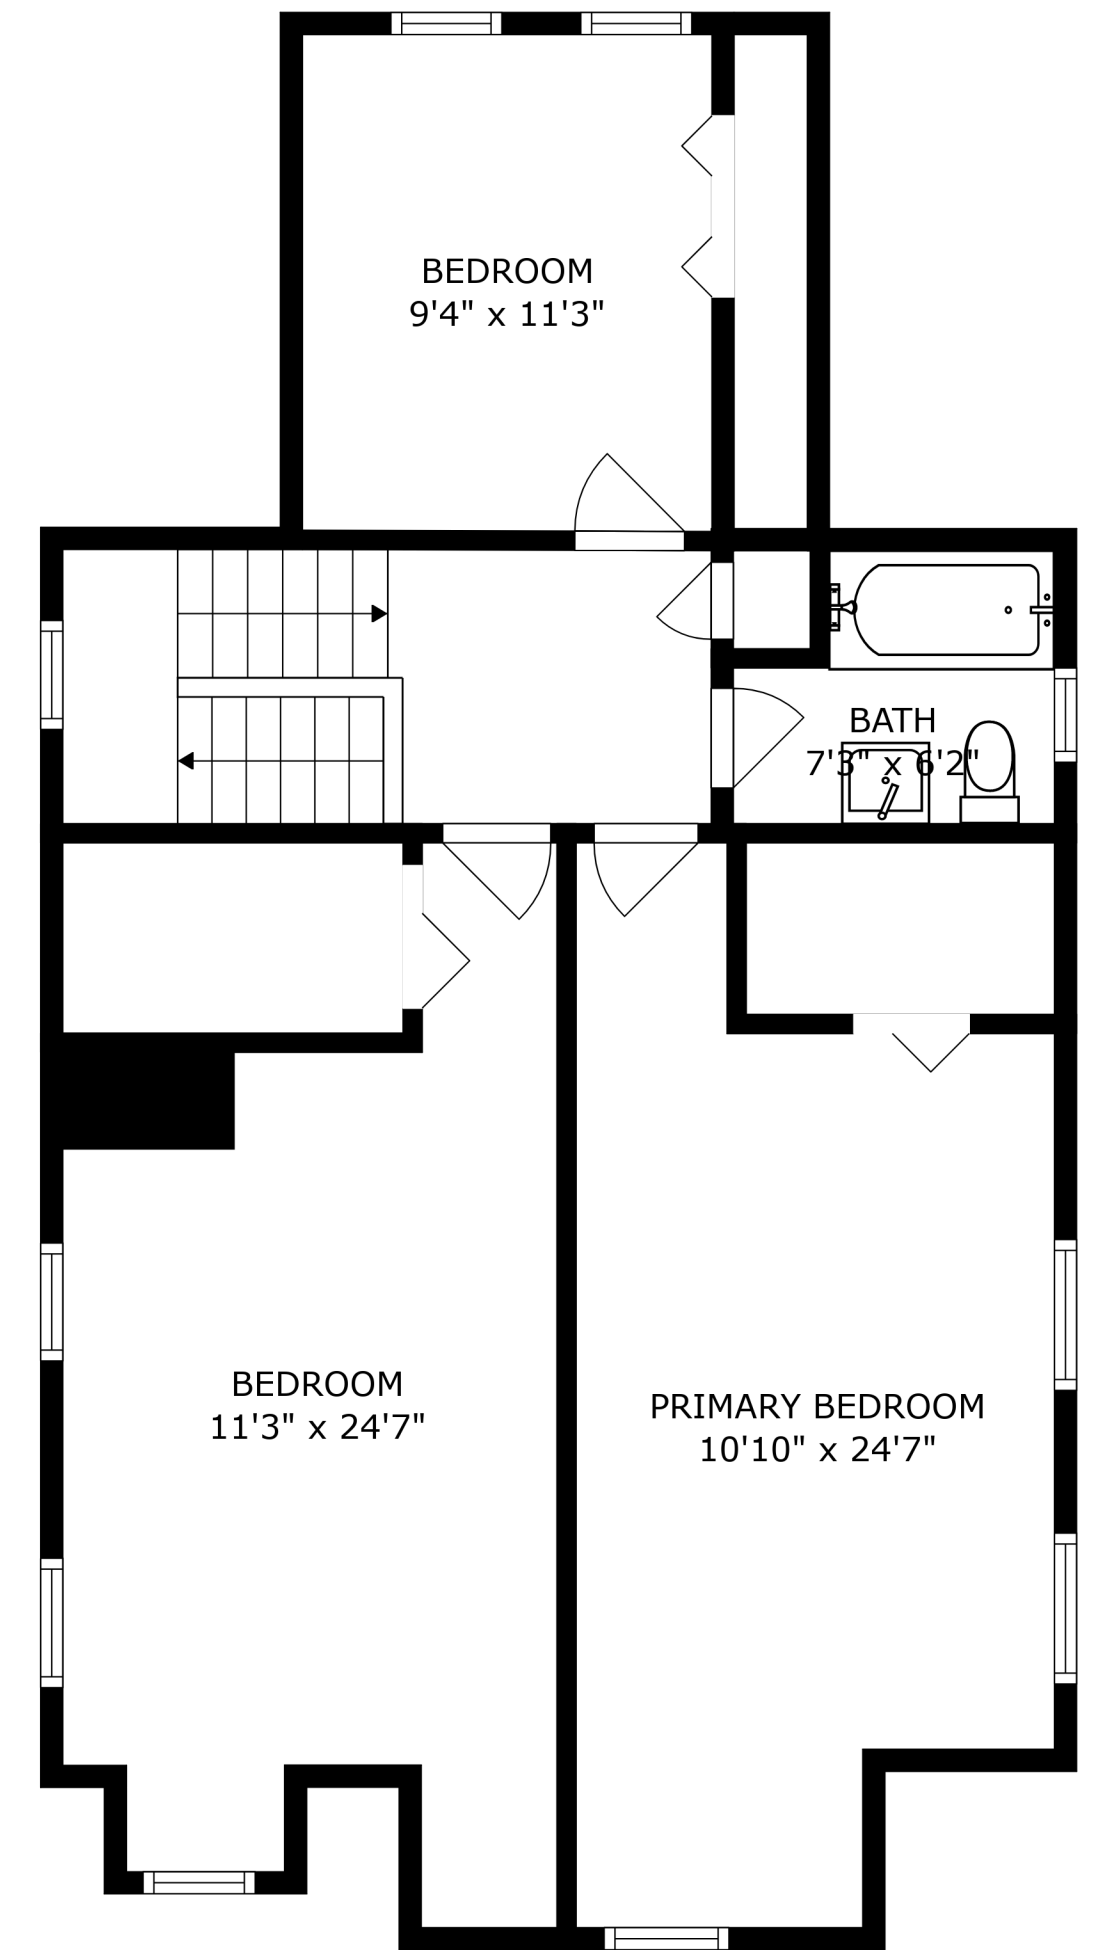 BEDROOM
9'4" x 11'3"
BATH
7'3" x 6'2"
BEDROOM
11'3" x 24'7"
PRIMARY BEDROOM
10'10" x 24'7"